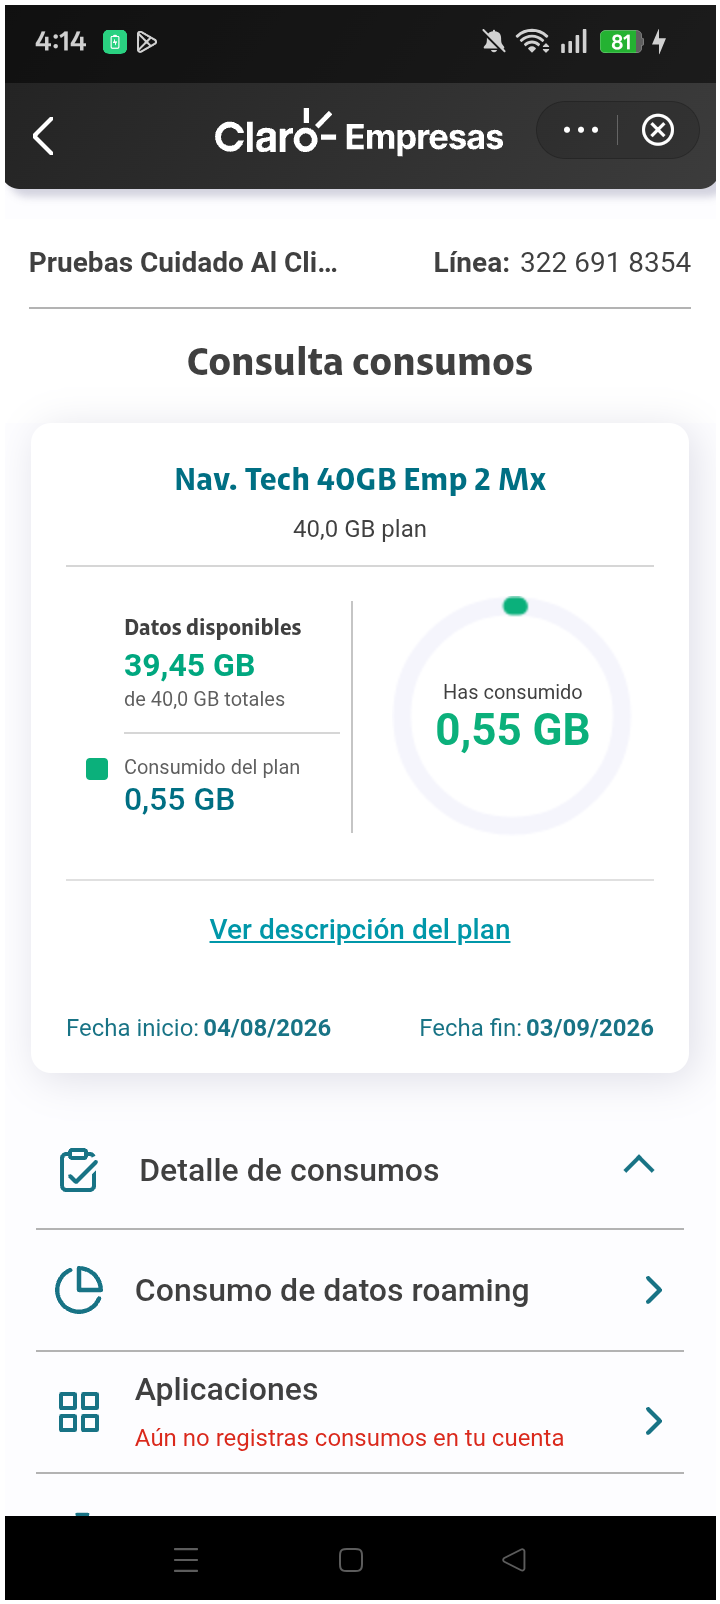 4:14
81
Claro- Empresas
Pruebas Cuidado Al Cli...
Línea: 322 691 8354
Consulta consumos
Nav. Tech 40GB Emp 2 Mx
40,0 GB plan
Datos disponibles
39,45 GB
de 40,0 GB totales
Consumido del plan
0,55 GB
Has consumido
0,55 GB
Ver descripción del plan
Fecha inicio: 04/08/2026
Fecha fin: 03/09/2026
Detalle de consumos
Consumo de datos roaming
Aplicaciones
Aún no registras consumos en tu cuenta